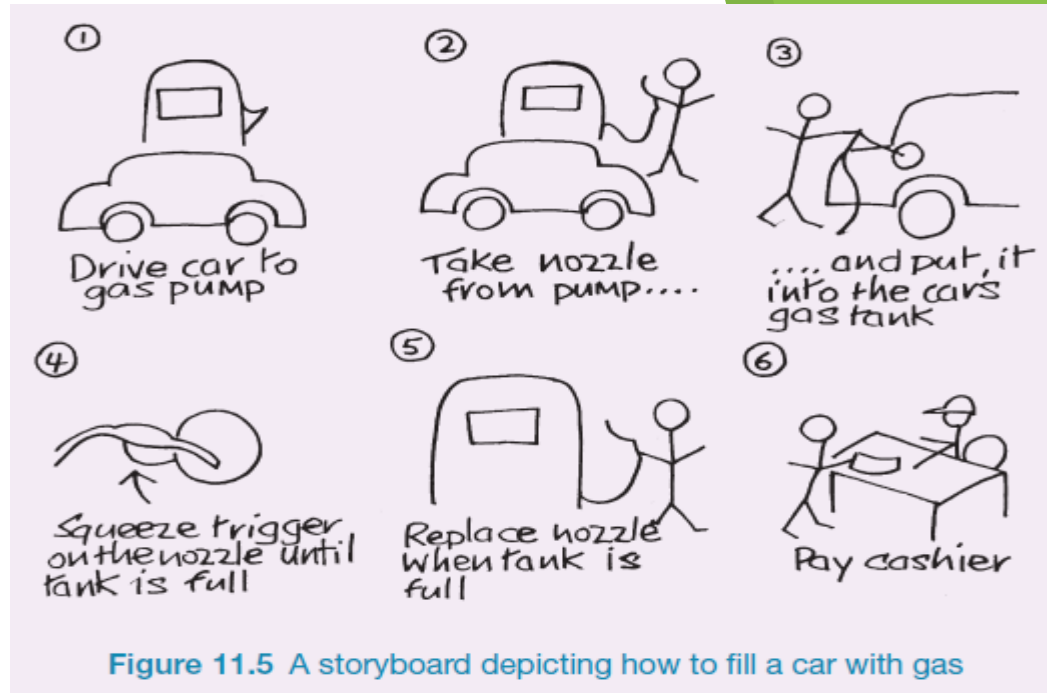 1
Drive car to
gas pump
2
Take nozzle
from pump....
3
.... and put, it
into the cars
gas tank
4
Squeeze trigger
on the nozzle until
tank is full
5
Replace nozzle
when tank is
full
6
Pay cashier
Figure 11.5 A storyboard depicting how to fill a car with gas